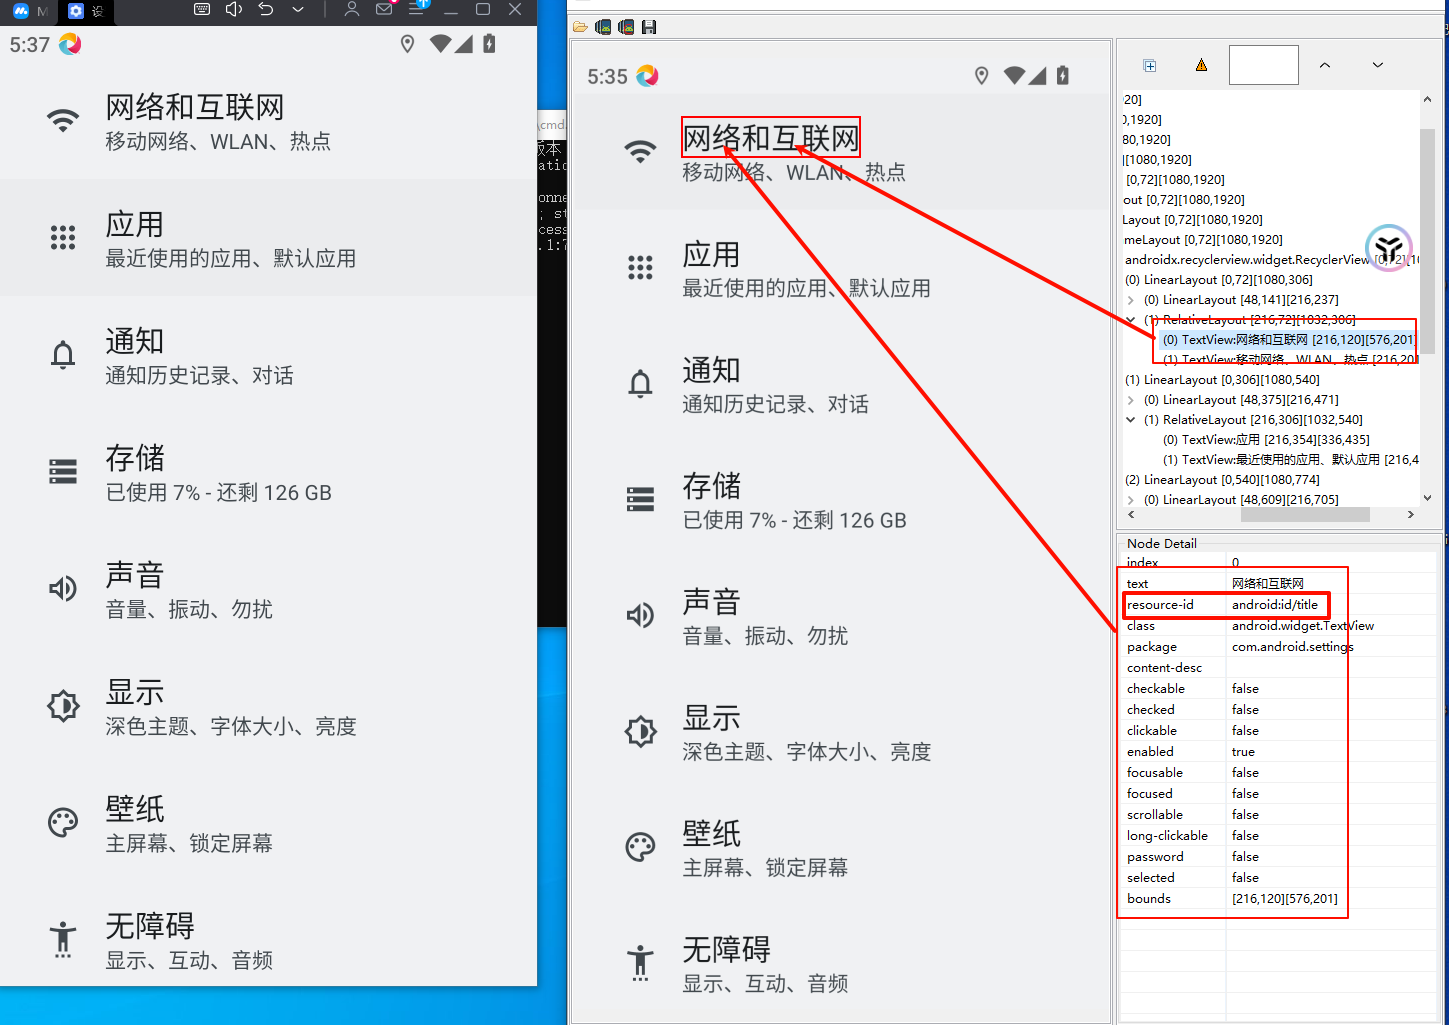 M
设
5:37
网络和互联网
移动网络、WLAN、热点
应用
最近使用的应用、默认应用
通知
通知历史记录、对话
存储
已使用 7% - 还剩 126 GB
声音
音量、振动、勿扰
显示
深色主题、字体大小、亮度
壁纸
主屏幕、锁定屏幕
无障碍
显示、互动、音频
\cmd.
版本
atic
onne
; st
cess
.1:7
5:35
网络和互联网
移动网络、WLAN、热点
应用
最近使用的应用、默认应用
通知
通知历史记录、对话
存储
已使用 7% - 还剩 126 GB
声音
音量、振动、勿扰
显示
深色主题、字体大小、亮度
壁纸
主屏幕、锁定屏幕
无障碍
显示、互动、音频
20]
0,1920]
80,1920]
][1080,1920]
[0,72][1080,1920]
out [0,72][1080,1920]
Layout [0,72][1080,1920]
meLayout [0,72][1080,1920]
androidx.recyclerview.widget.RecyclerView [0,72][10
(0) LinearLayout [0,72][1080,306]
(0) LinearLayout [48,141][216,237]
(1) RelativeLayout [216,72][1032,306]
(0) TextView:网络和互联网 [216,120][576,201]
(1) TextView:移动网络、WLAN、热点 [216,20
(1) LinearLayout [0,306][1080,540]
(0) LinearLayout [48,375][216,471]
(1) RelativeLayout [216,306][1032,540]
(0) TextView:应用 [216,354][336,435]
(1) TextView:最近使用的应用、默认应用 [216,4
(2) LinearLayout [0,540][1080,774]
(0) LinearLayout [48,609][216,705]
Node Detail
index 0
text 网络和互联网
resource-id android:id/title
class android.widget.TextView
package com.android.settings
content-desc
checkable false
checked false
clickable false
enabled true
focusable false
focused false
scrollable false
long-clickable false
password false
selected false
bounds [216,120][576,201]